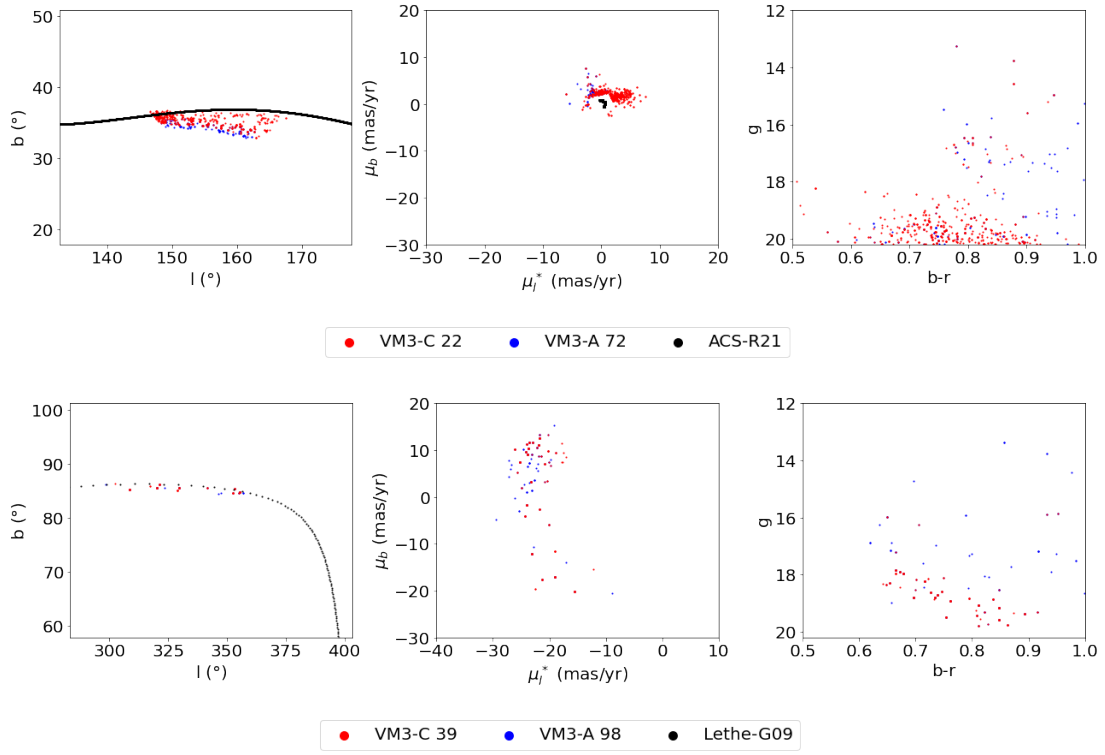 50
40
30
20
b (°)
140 150 160 170
l (°)
20
10
0
−10
−20
−30
μ_b (mas/yr)
−30 −20 −10 0 10 20
μ_l^* (mas/yr)
12
14
16
18
20
g
0.5 0.6 0.7 0.8 0.9 1.0
b-r
VM3-C 22 VM3-A 72 ACS-R21
100
90
80
70
60
b (°)
300 325 350 375 400
l (°)
20
10
0
−10
−20
−30
μ_b (mas/yr)
−40 −30 −20 −10 0 10
μ_l^* (mas/yr)
12
14
16
18
20
g
0.5 0.6 0.7 0.8 0.9 1.0
b-r
VM3-C 39 VM3-A 98 Lethe-G09